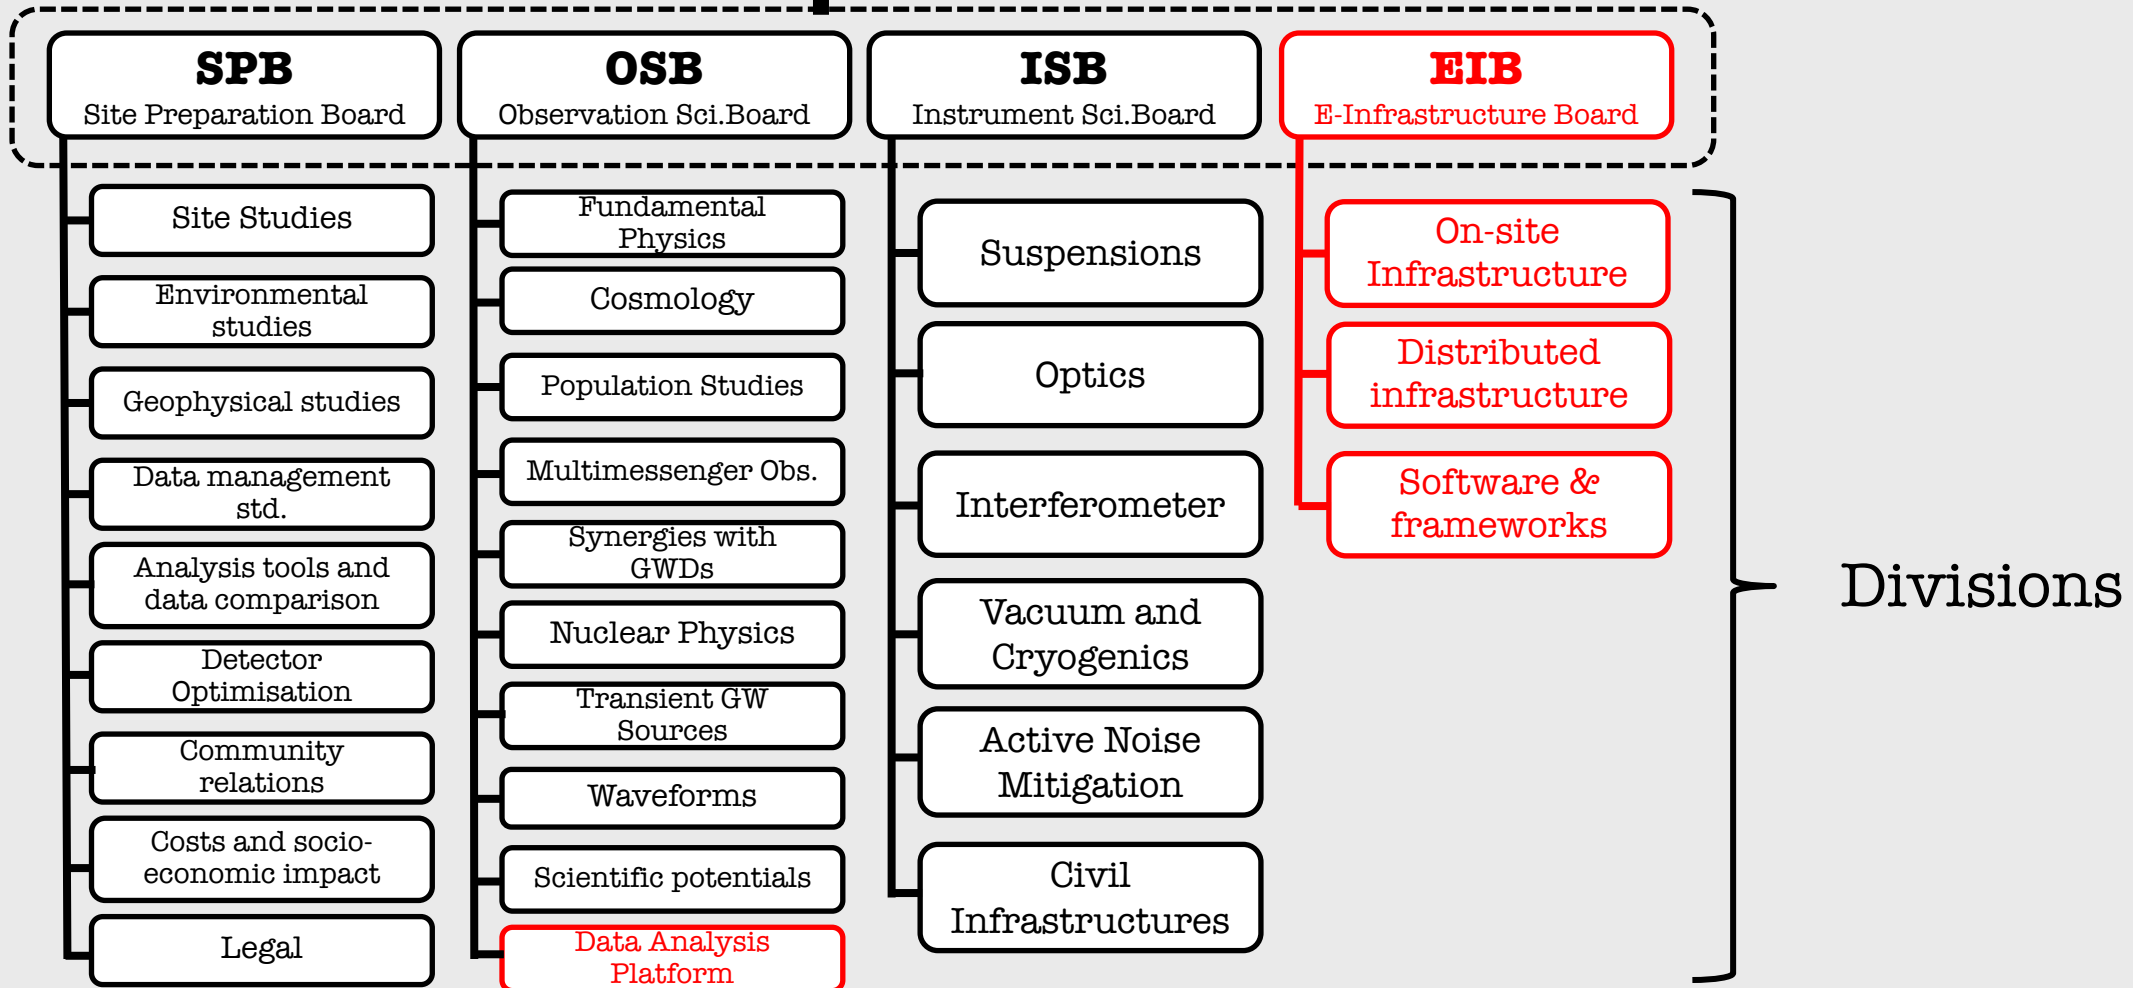 SPB
Site Preparation Board
Site Studies
Environmental
studies
Geophysical studies
Data management
std.
Analysis tools and
data comparison
Detector
Optimisation
Community
relations
Costs and socio-
economic impact
Legal
OSB
Observation Sci.Board
Fundamental
Physics
Cosmology
Population Studies
Multimessenger Obs.
Synergies with
GWDs
Nuclear Physics
Transient GW
Sources
Waveforms
Scientific potentials
Data Analysis
Platform
ISB
Instrument Sci.Board
Suspensions
Optics
Interferometer
Vacuum and
Cryogenics
Active Noise
Mitigation
Civil
Infrastructures
EIB
E-Infrastructure Board
On-site
Infrastructure
Distributed
infrastructure
Software &
frameworks
Divisions